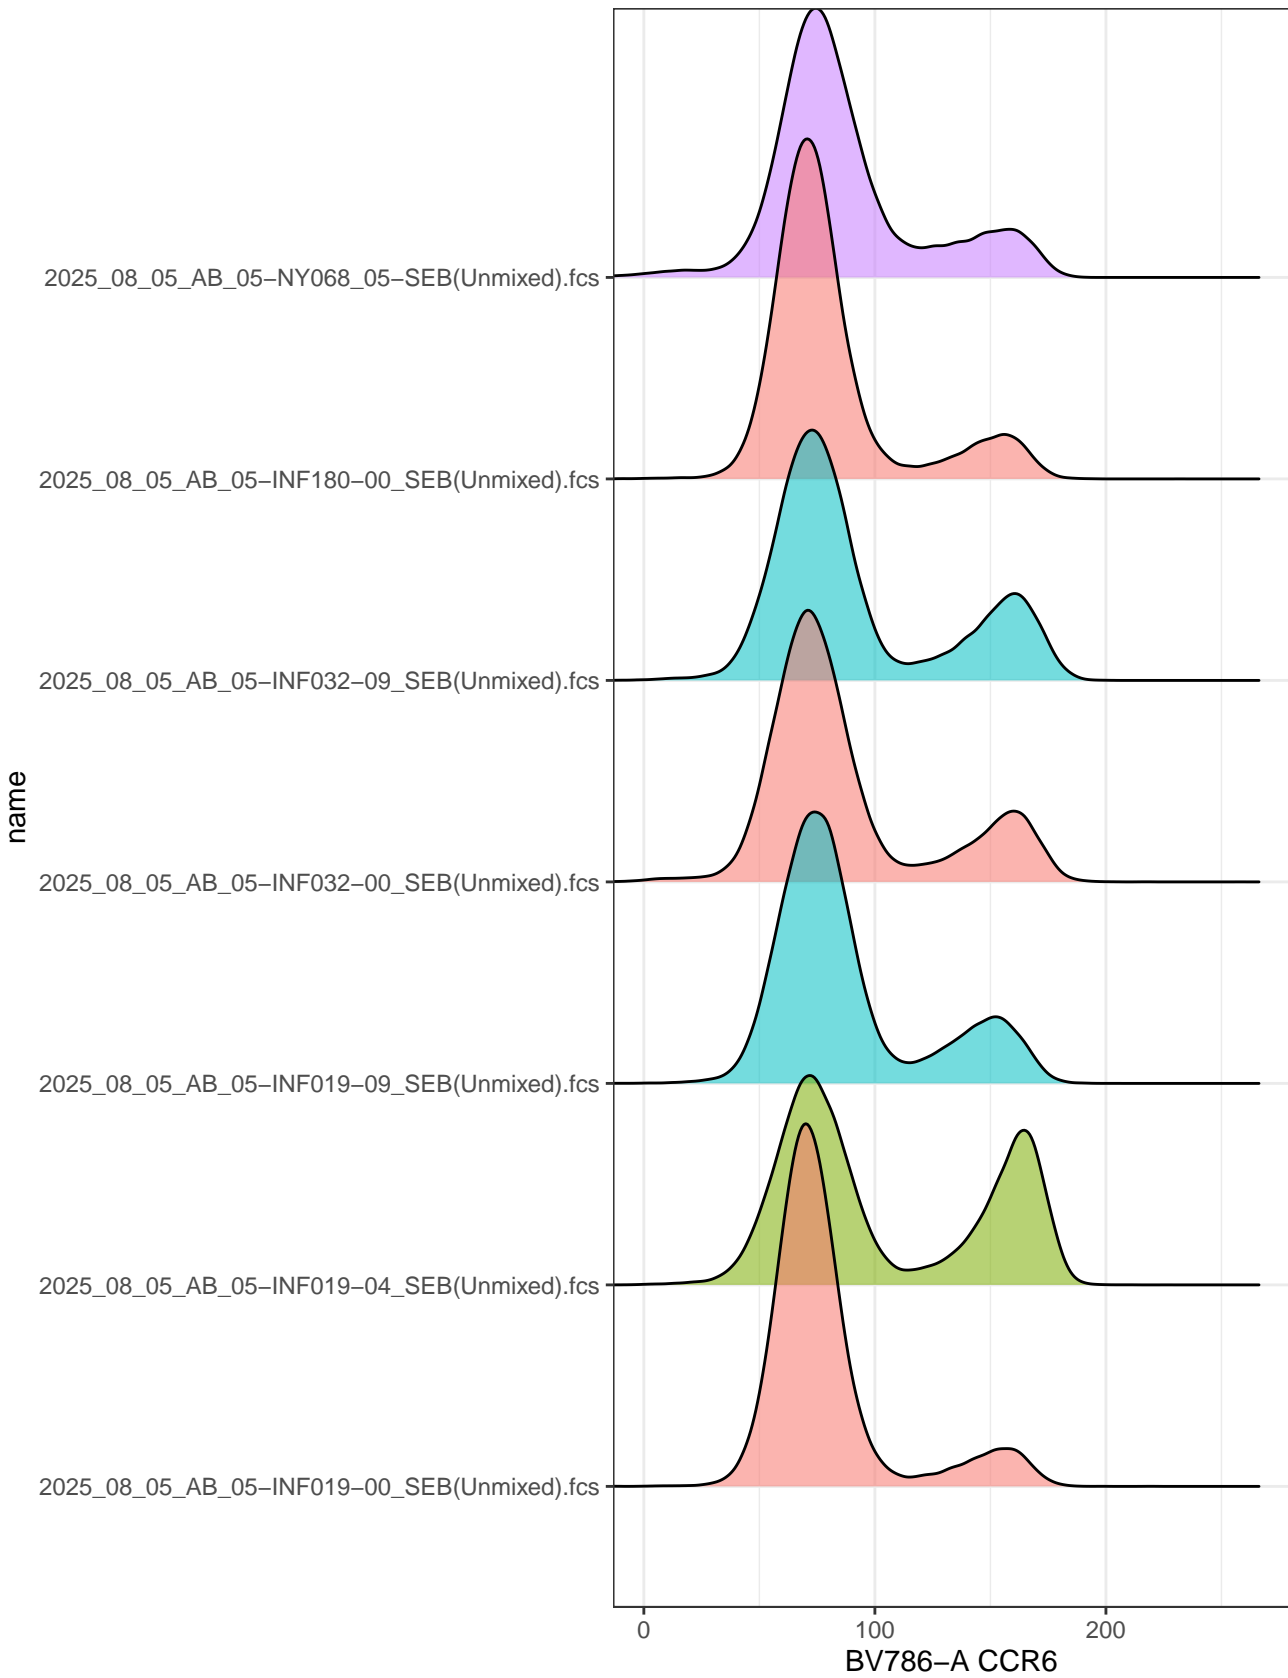 2025_08_05_AB_05−NY068_05−SEB(Unmixed).fcs
2025_08_05_AB_05−INF180−00_SEB(Unmixed).fcs
2025_08_05_AB_05−INF032−09_SEB(Unmixed).fcs
2025_08_05_AB_05−INF032−00_SEB(Unmixed).fcs
2025_08_05_AB_05−INF019−09_SEB(Unmixed).fcs
2025_08_05_AB_05−INF019−04_SEB(Unmixed).fcs
2025_08_05_AB_05−INF019−00_SEB(Unmixed).fcs
name
0 100 200
BV786−A CCR6